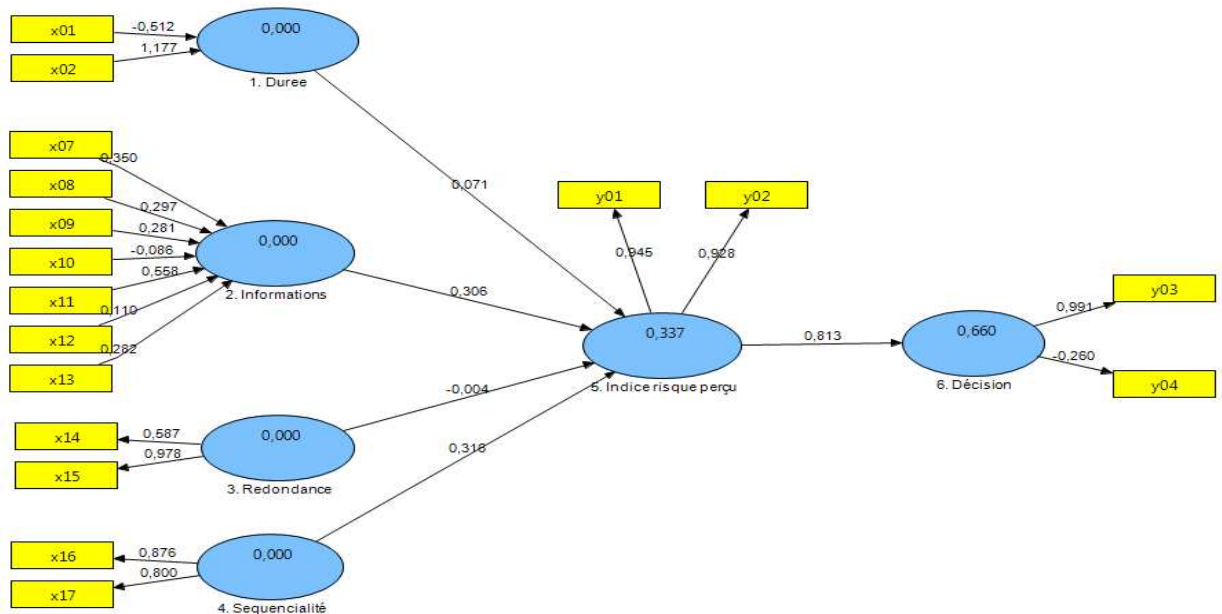 x01
-0,512
x02
1,177
0,000
1. Duree
x07
0,350
x08
0,297
x09
0,281
x10
-0,086
x11
0,558
x12
0,110
x13
0,282
0,000
2. Informations
0,071
0,306
y01
y02
0,945
0,928
0,337
5. Indice risque perçu
0,813
0,660
6. Décision
0,991
y03
-0,260
y04
x14
0,587
x15
0,978
0,000
3. Redondance
-0,004
0,316
x16
0,876
x17
0,800
0,000
4. Sequencialité